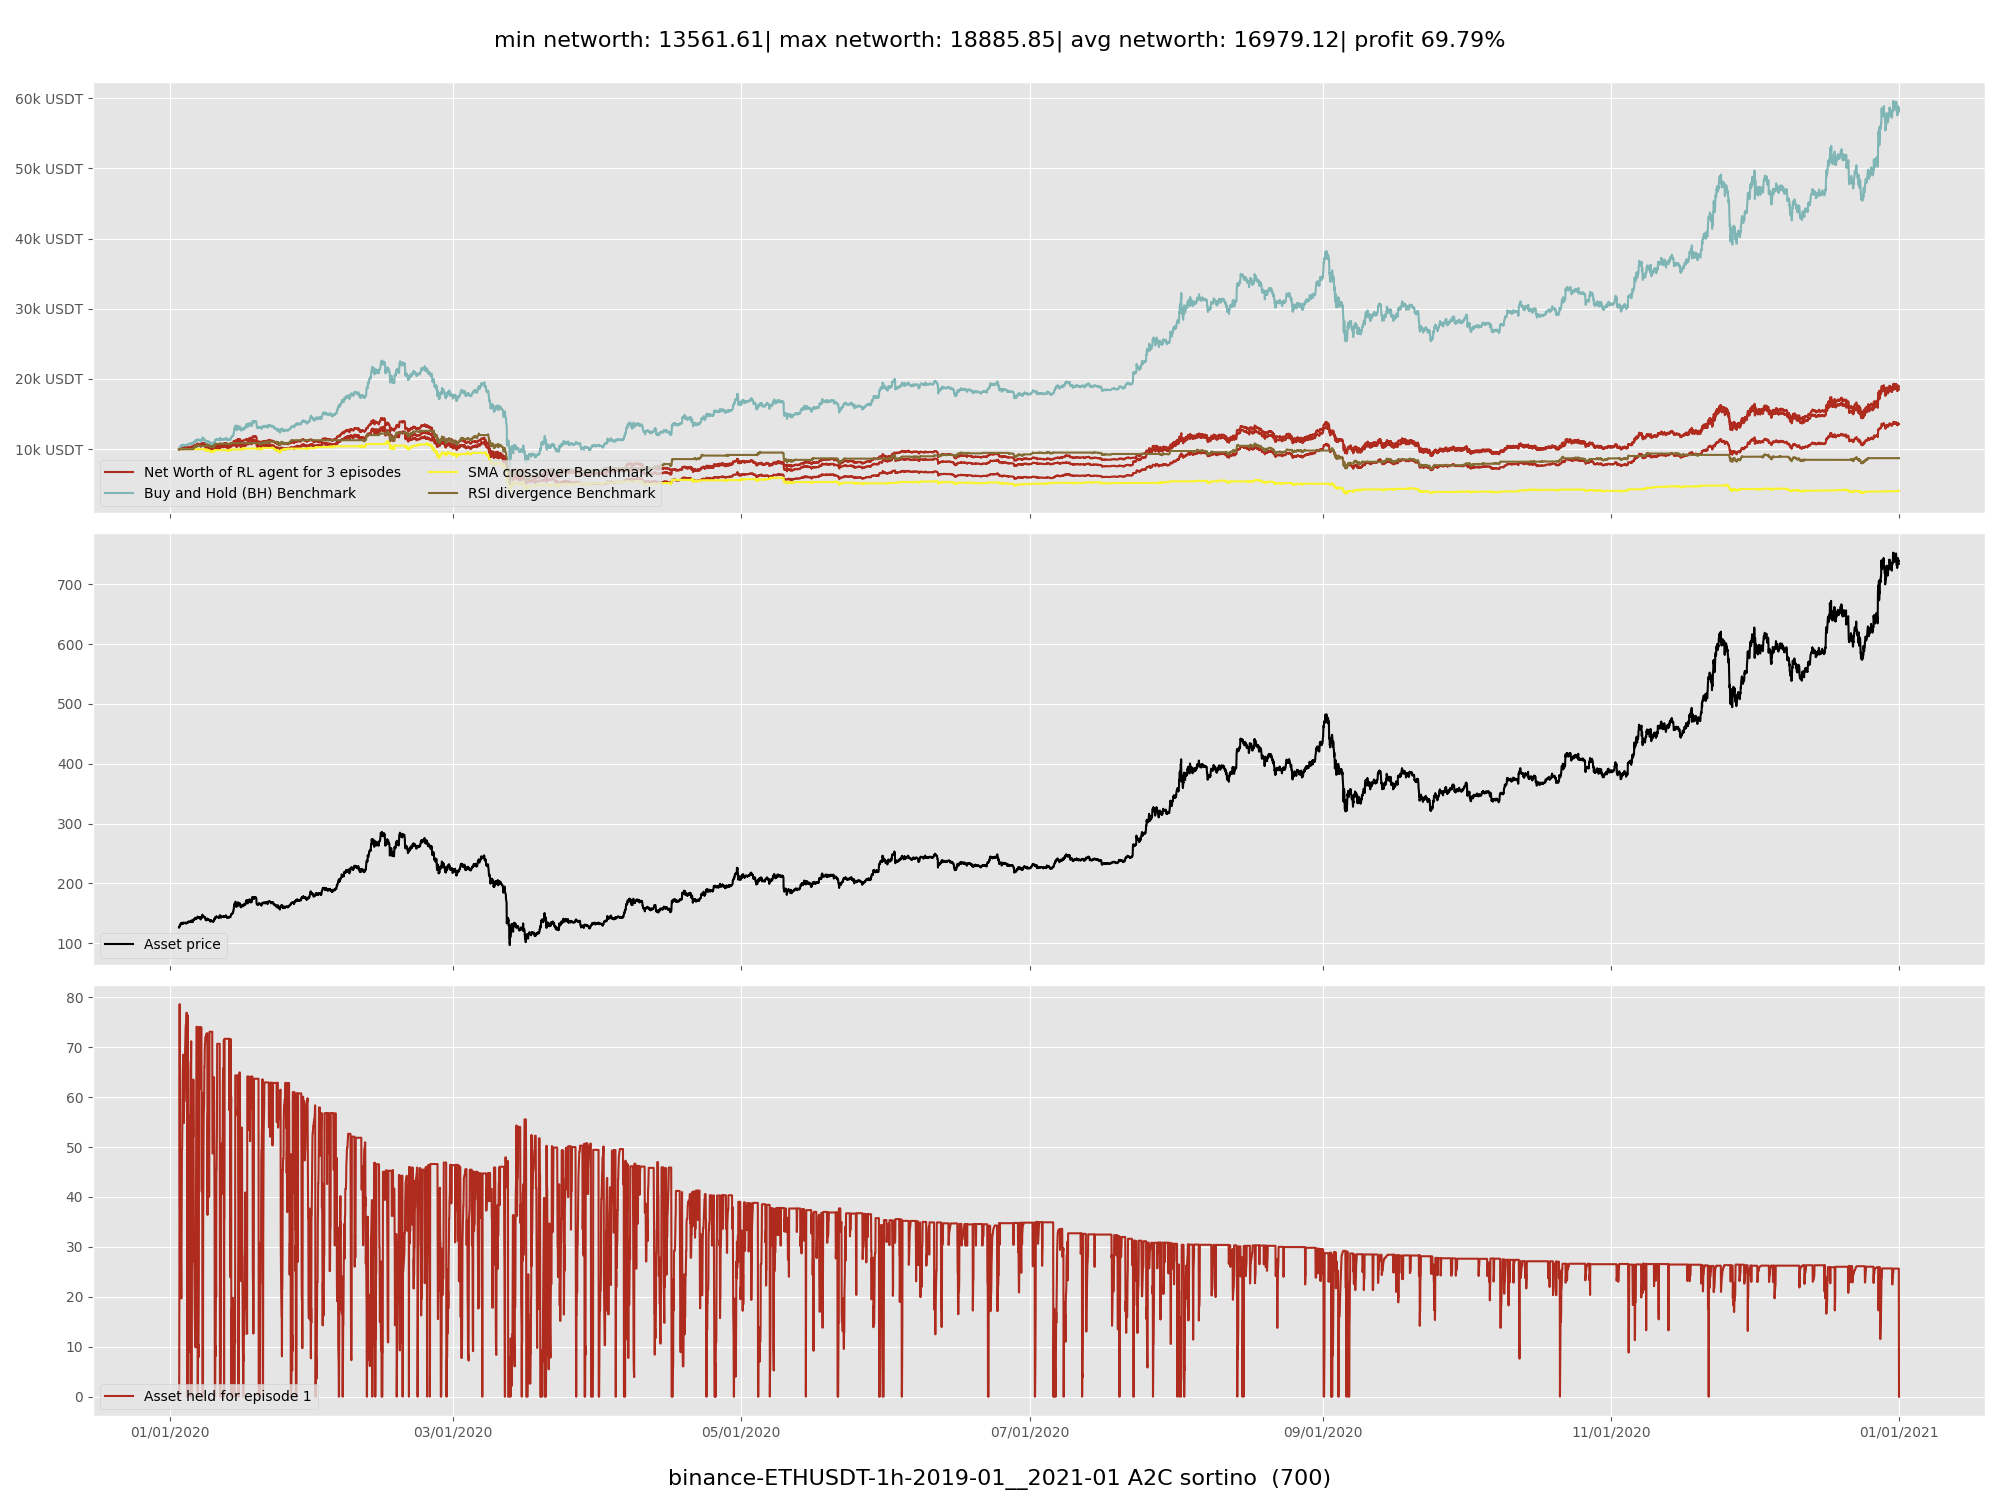 min networth: 13561.61| max networth: 18885.85| avg networth: 16979.12| profit 69.79%
60k USDT
50k USDT
40k USDT
30k USDT
20k USDT
10k USDT
Net Worth of RL agent for 3 episodes
Buy and Hold (BH) Benchmark
SMA crossover Benchmark
RSI divergence Benchmark
700
600
500
400
300
200
100
Asset price
80
70
60
50
40
30
20
10
0
Asset held for episode 1
01/01/2020 03/01/2020 05/01/2020 07/01/2020 09/01/2020 11/01/2020 01/01/2021
binance-ETHUSDT-1h-2019-01__2021-01 A2C sortino (700)